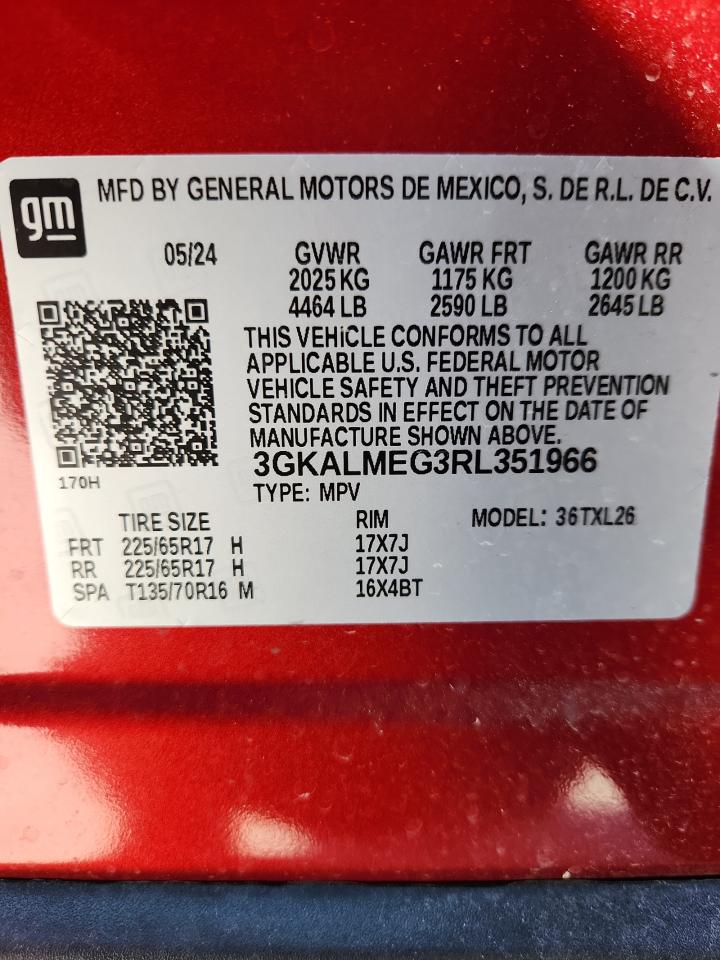 gm
MFD BY GENERAL MOTORS DE MEXICO, S. DE R.L. DE C.V.
05/24 GVWR GAWR FRT GAWR RR
2025 KG 1175 KG 1200 KG
4464 LB 2590 LB 2645 LB
THIS VEHiCLE CONFORMS TO ALL
APPLICABLE U.S. FEDERAL MOTOR
VEHICLE SAFETY AND THEFT PREVENTION
STANDARDS IN EFFECT ON THE DATE OF
MANUFACTURE SHOWN ABOVE.
3GKALMEG3RL351966
170H
TYPE: MPV
TIRE SIZE RIM MODEL: 36TXL26
FRT 225/65R17 H 17X7J
RR 225/65R17 H 17X7J
SPA T135/70R16 M 16X4BT